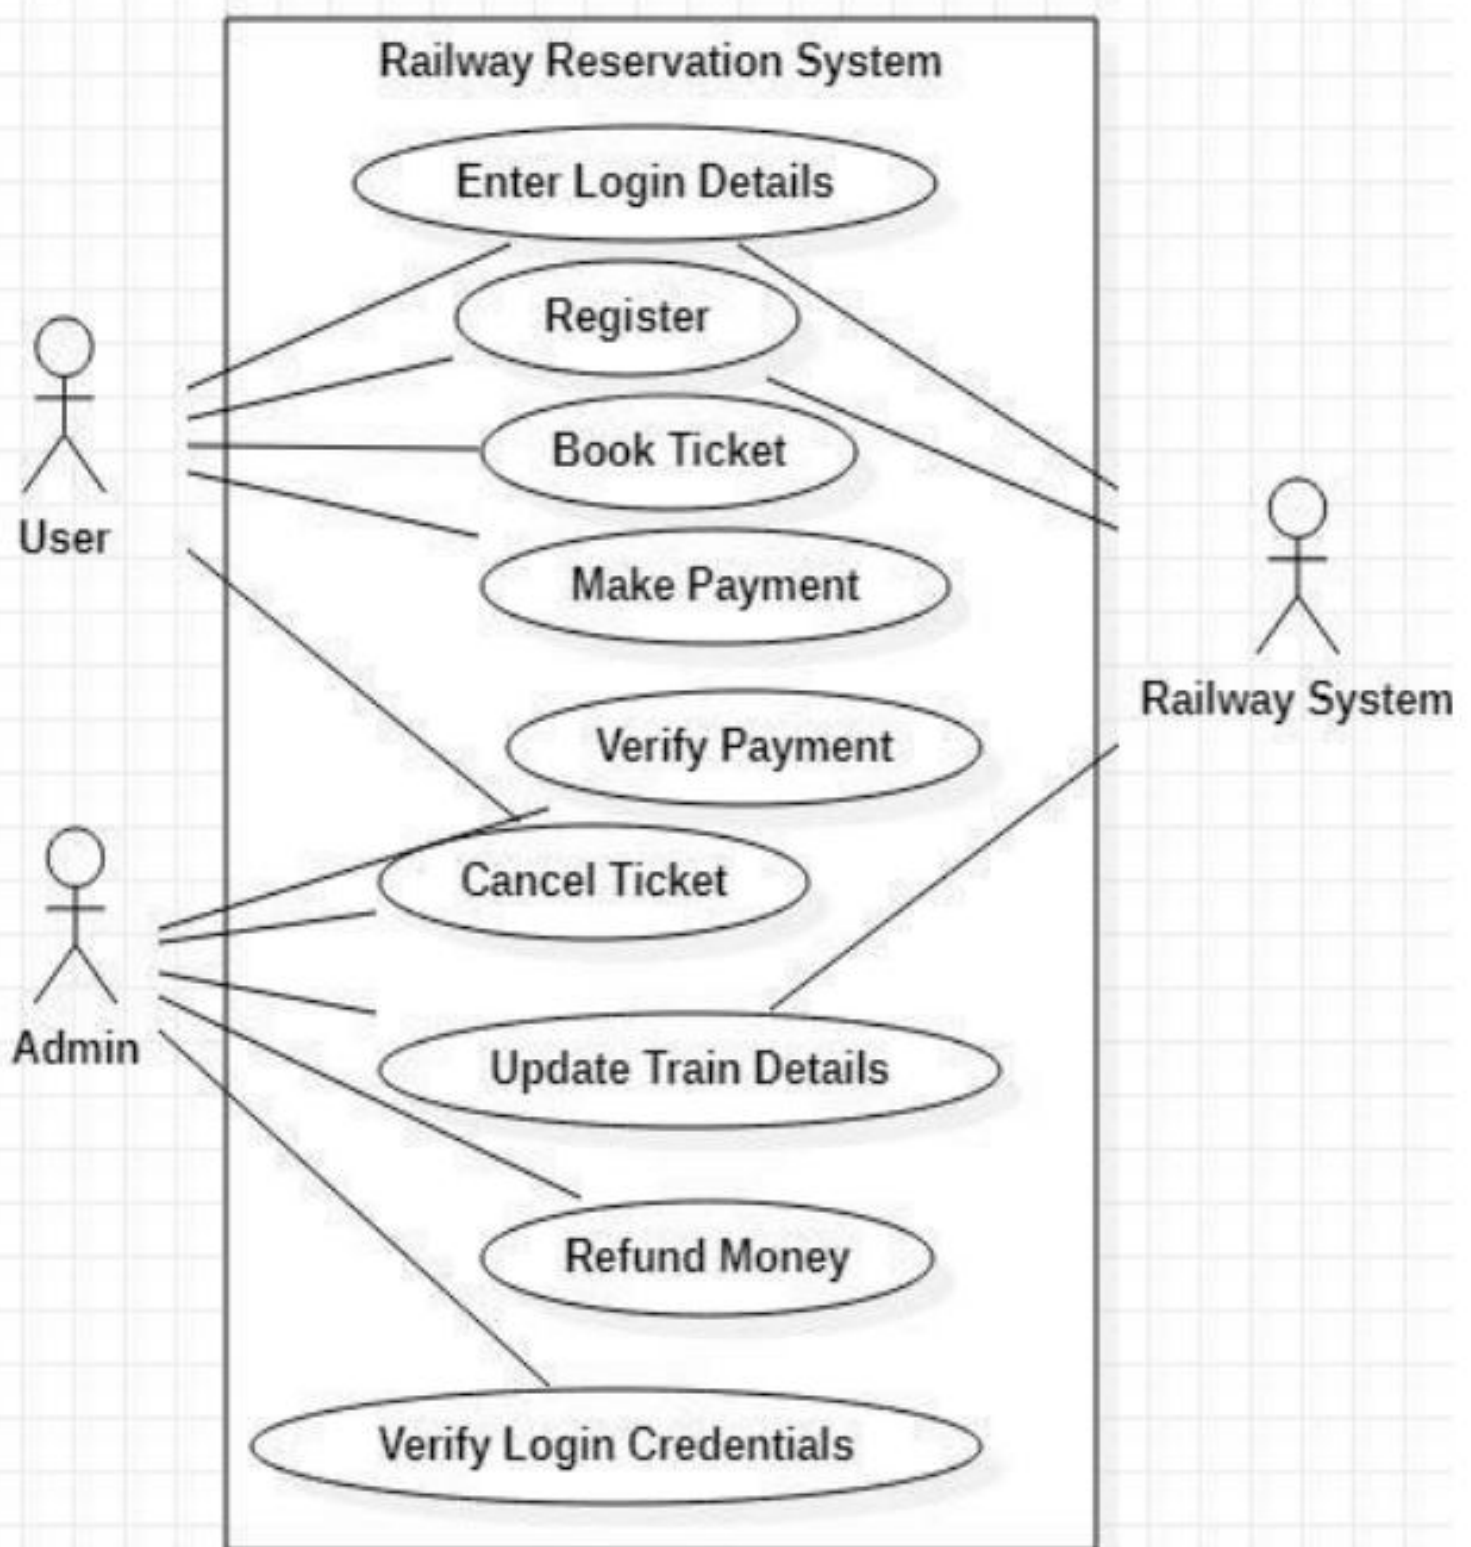 Railway Reservation System
Enter Login Details
Register
Book Ticket
User
Make Payment
Railway System
Verify Payment
Cancel Ticket
Admin
Update Train Details
Refund Money
Verify Login Credentials